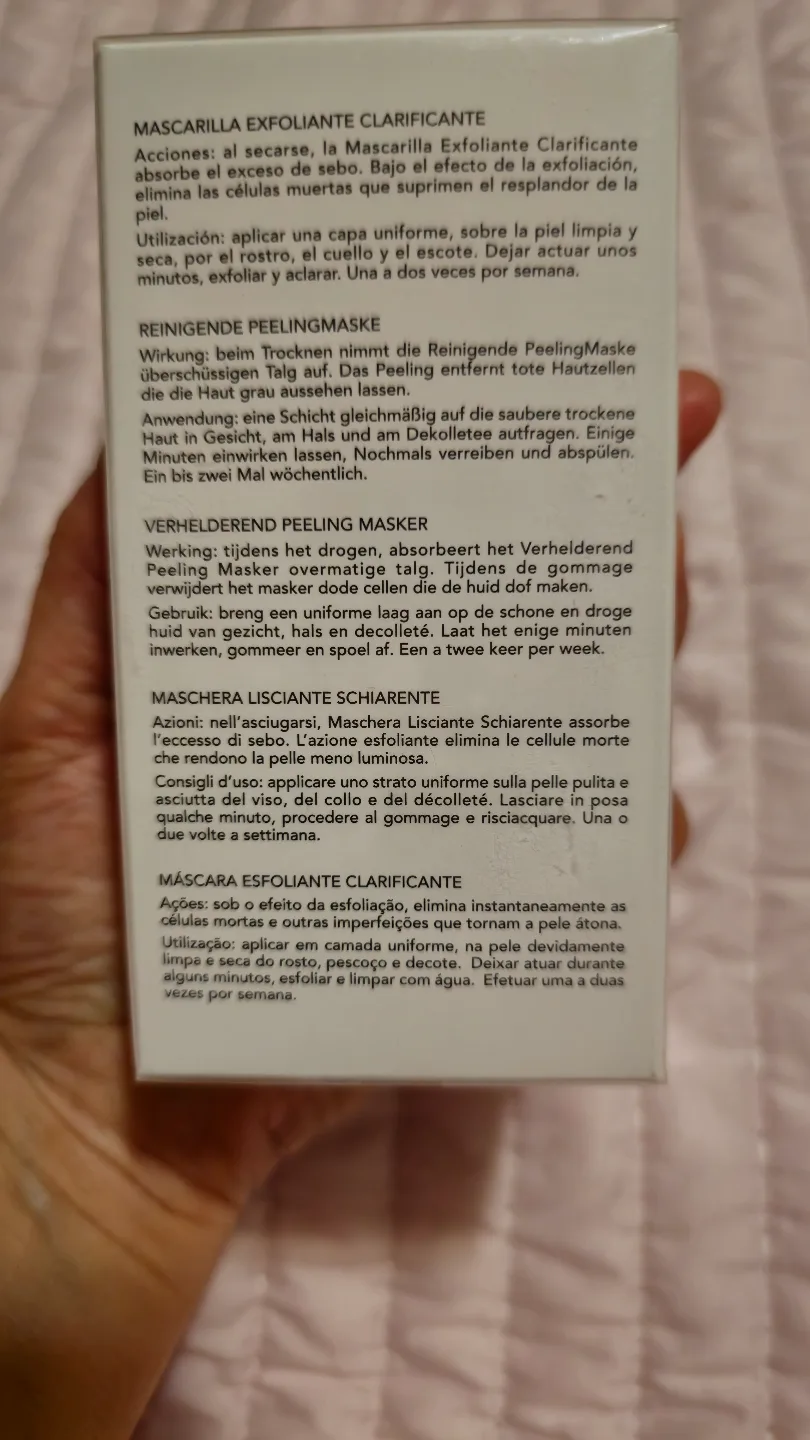 MASCARILLA EXFOLIANTE CLARIFICANTE
Acciones: al secarse, la Mascarilla Exfoliante Clarificante
absorbe el exceso de sebo. Bajo el efecto de la exfoliación,
elimina las células muertas que suprimen el resplandor de la
piel.
Utilización: aplicar una capa uniforme, sobre la piel limpia y
seca, por el rostro, el cuello y el escote. Dejar actuar unos
minutos, exfoliar y aclarar. Una a dos veces por semana.
REINIGENDE PEELINGMASKE
Wirkung: beim Trocknen nimmt die Reinigende PeelingMaske
überschüssigen Talg auf. Das Peeling entfernt tote Hautzellen
die die Haut grau aussehen lassen.
Anwendung: eine Schicht gleichmäßig auf die saubere trockene
Haut in Gesicht, am Hals und am Dekolletee autfragen. Einige
Minuten einwirken lassen, Nochmals verreiben und abspülen.
Ein bis zwei Mal wöchentlich.
VERHELDEREND PEELING MASKER
Werking: tijdens het drogen, absorbeert het Verhelderend
Peeling Masker overmatige talg. Tijdens de gommage
verwijdert het masker dode cellen die de huid dof maken.
Gebruik: breng een uniforme laag aan op de schone en droge
huid van gezicht, hals en decolleté. Laat het enige minuten
inwerken, gommeer en spoel af. Een a twee keer per week.
MASCHERA LISCIANTE SCHIARENTE
Azioni: nell'asciugarsi, Maschera Lisciante Schiarente assorbe
l'eccesso di sebo. L'azione esfoliante elimina le cellule morte
che rendono la pelle meno luminosa.
Consigli d'uso: applicare uno strato uniforme sulla pelle pulita e
asciutta del viso, del collo e del décolleté. Lasciare in posa
qualche minuto, procedere al gommage e risciacquare. Una o
due volte a settimana.
MÁSCARA ESFOLIANTE CLARIFICANTE
Ações: sob o efeito da esfoliação, elimina instantaneamente as
células mortas e outras imperfeições que tornam a pele átona.
Utilização: aplicar em camada uniforme, na pele devidamente
limpa e seca do rosto, pescoço e decote. Deixar atuar durante
alguns minutos, esfoliar e limpar com água. Efetuar uma a duas
vezes por semana.